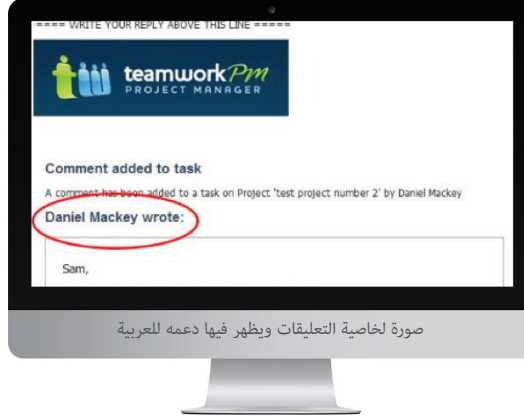 ==== WRITE YOUR REPLY ABOVE THIS LINE =====
teamworkPm
PROJECT MANAGER
Comment added to task
A comment has been added to a task on Project 'test project number 2' by Daniel Mackey
Daniel Mackey wrote:
Sam,
صورة لخاصية التعليقات ويظهر فيها دعمه للعربية